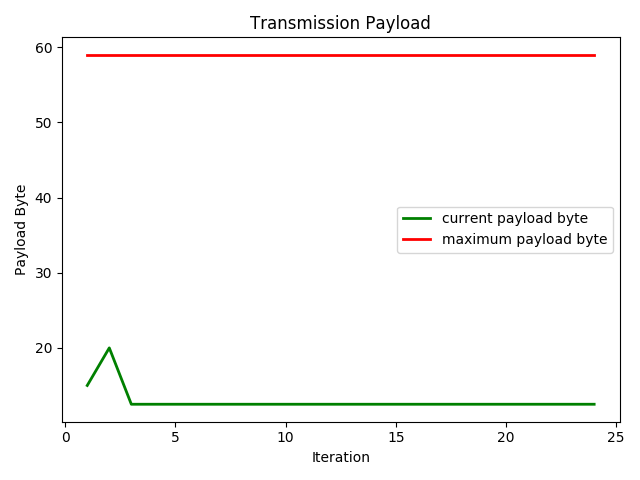 Transmission Payload
60
50
40
30
20
Payload Byte
current payload byte
maximum payload byte
0 5 10 15 20 25
Iteration